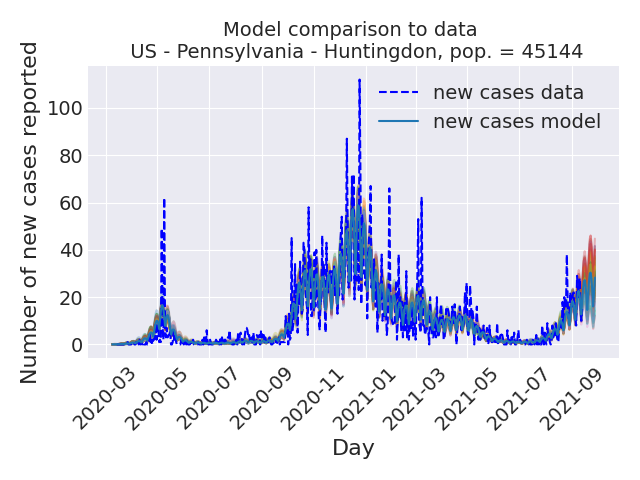 Model comparison to data
US - Pennsylvania - Huntingdon, pop. = 45144
new cases data
new cases model
Number of new cases reported
100
80
60
40
20
0
2020-03
2020-05
2020-07
2020-09
2020-11
2021-01
2021-03
2021-05
2021-07
2021-09
Day